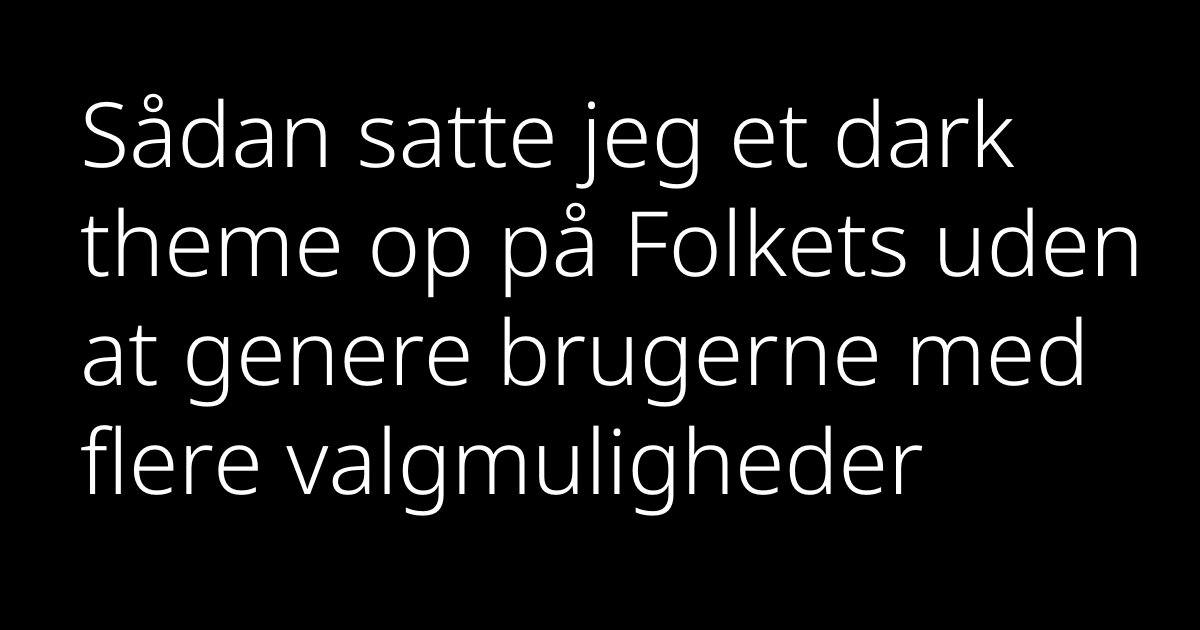 Sådan satte jeg et dark
theme op på Folkets uden
at genere brugerne med
flere valgmuligheder